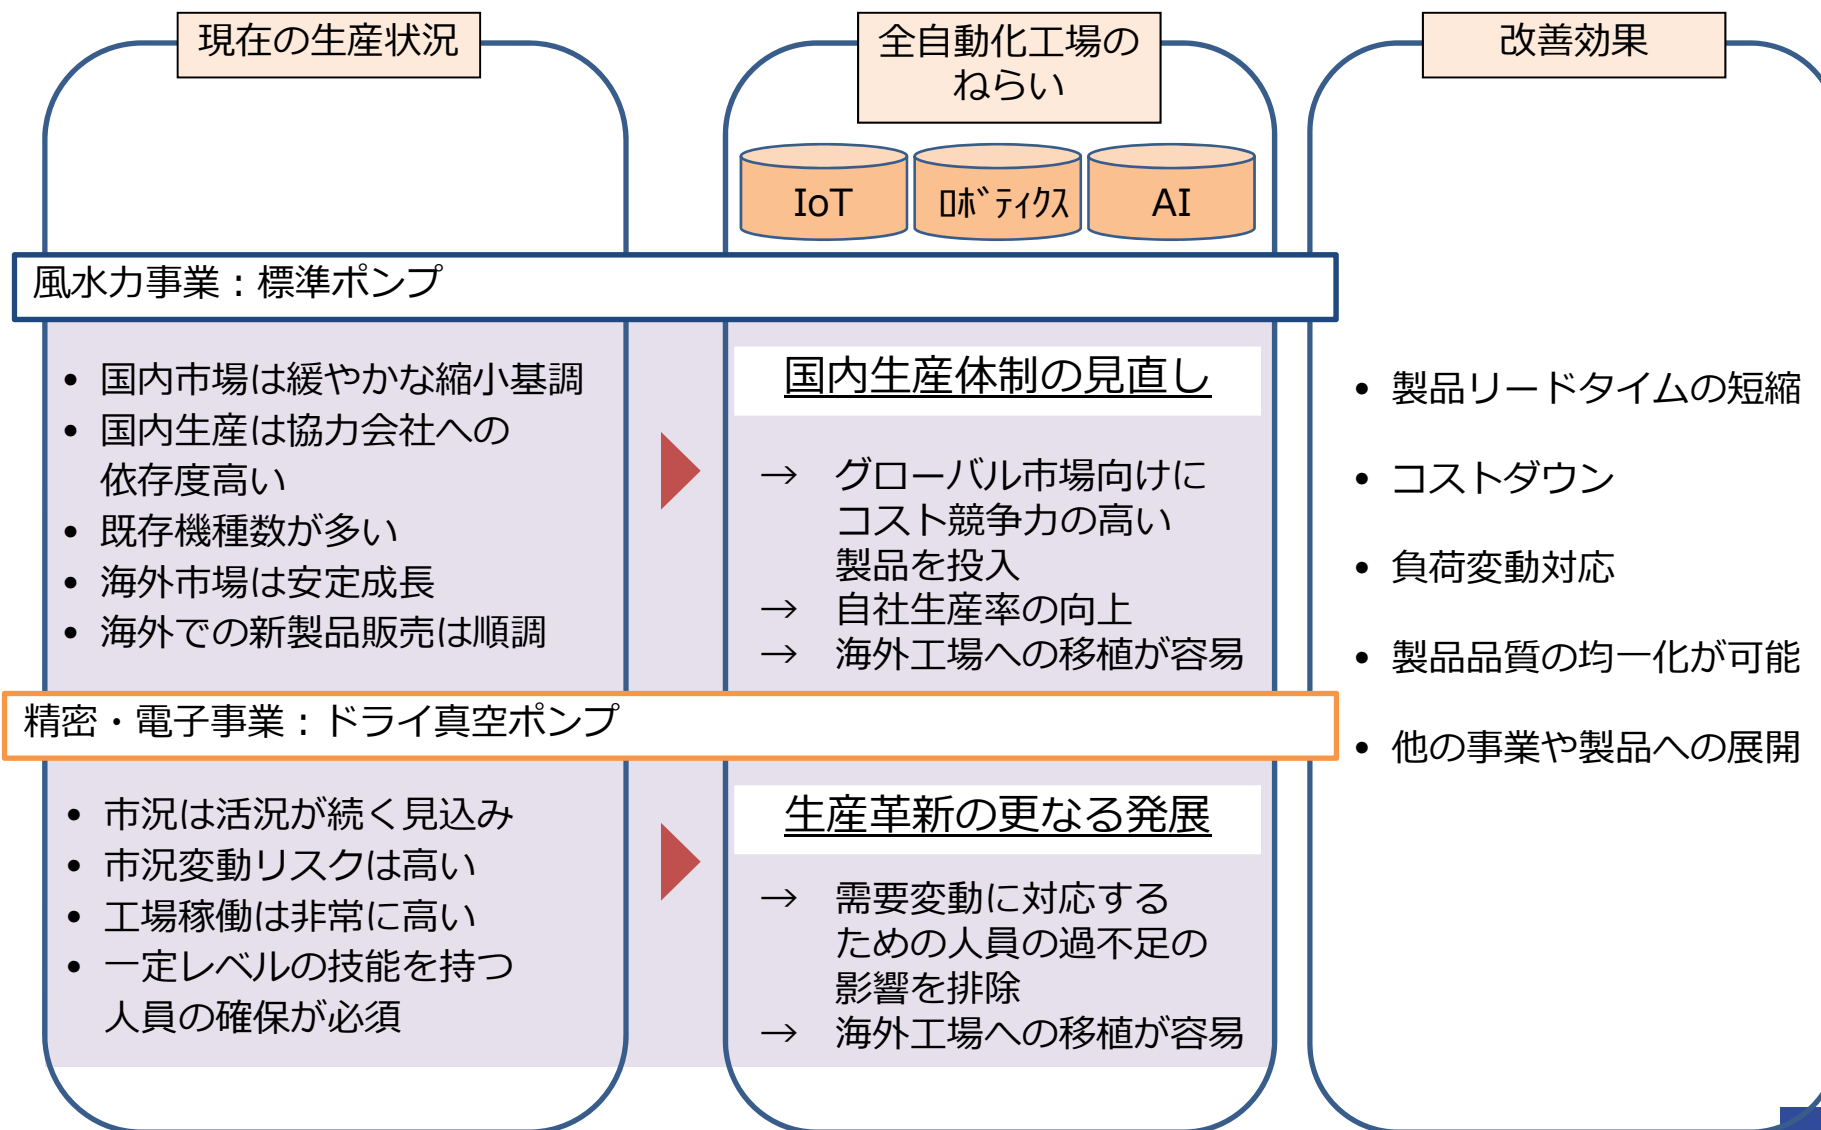 現在の生産状況
全自動化工場の
ねらい
改善効果
IoT
ﾛﾎﾞﾃｨｸｽ
AI
風水力事業：標準ポンプ
• 国内市場は緩やかな縮小基調
• 国内生産は協力会社への
依存度高い
• 既存機種数が多い
• 海外市場は安定成長
• 海外での新製品販売は順調
国内生産体制の見直し
→ グローバル市場向けに
コスト競争力の高い
製品を投入
→ 自社生産率の向上
→ 海外工場への移植が容易
精密・電子事業：ドライ真空ポンプ
• 市況は活況が続く見込み
• 市況変動リスクは高い
• 工場稼働は非常に高い
• 一定レベルの技能を持つ
人員の確保が必須
生産革新の更なる発展
→ 需要変動に対応する
ための人員の過不足の
影響を排除
→ 海外工場への移植が容易
• 製品リードタイムの短縮
• コストダウン
• 負荷変動対応
• 製品品質の均一化が可能
• 他の事業や製品への展開